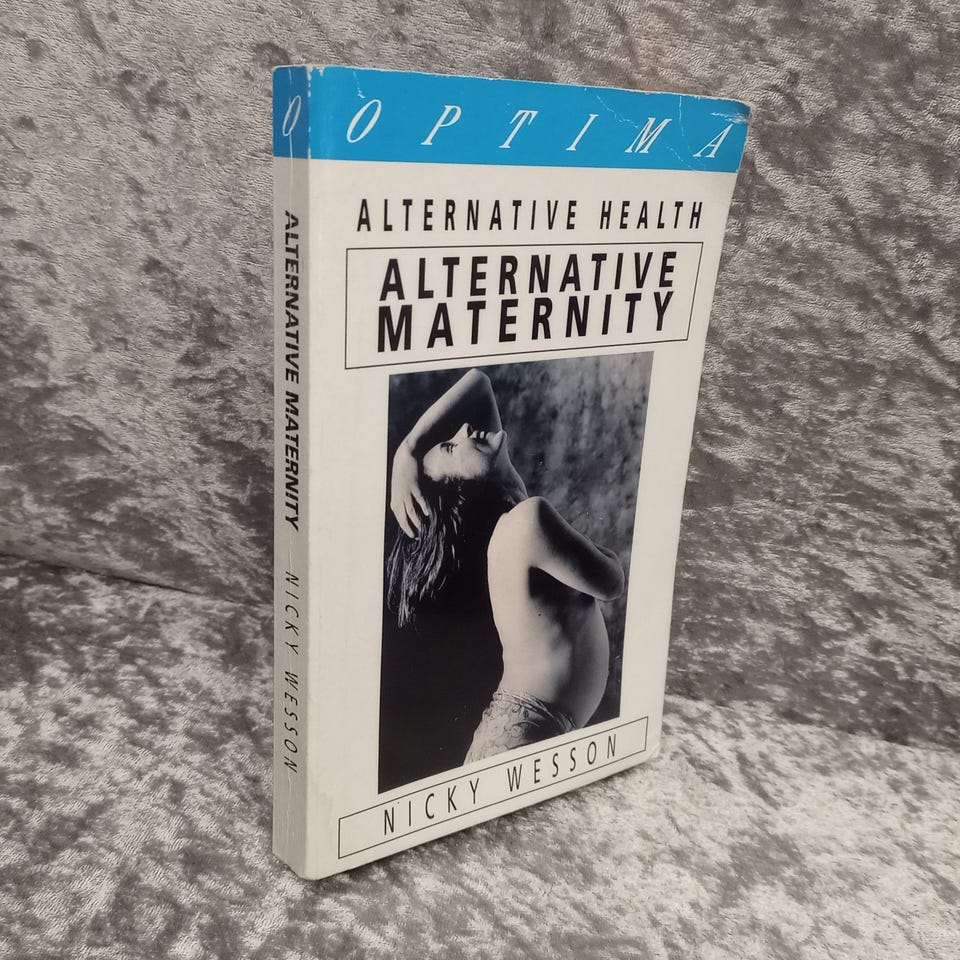 O
ALTERNATIVE MATERNITY
NICKY WESSON
OPTIMA
ALTERNATIVE HEALTH
ALTERNATIVE
MATERNITY
NICKY WESSON